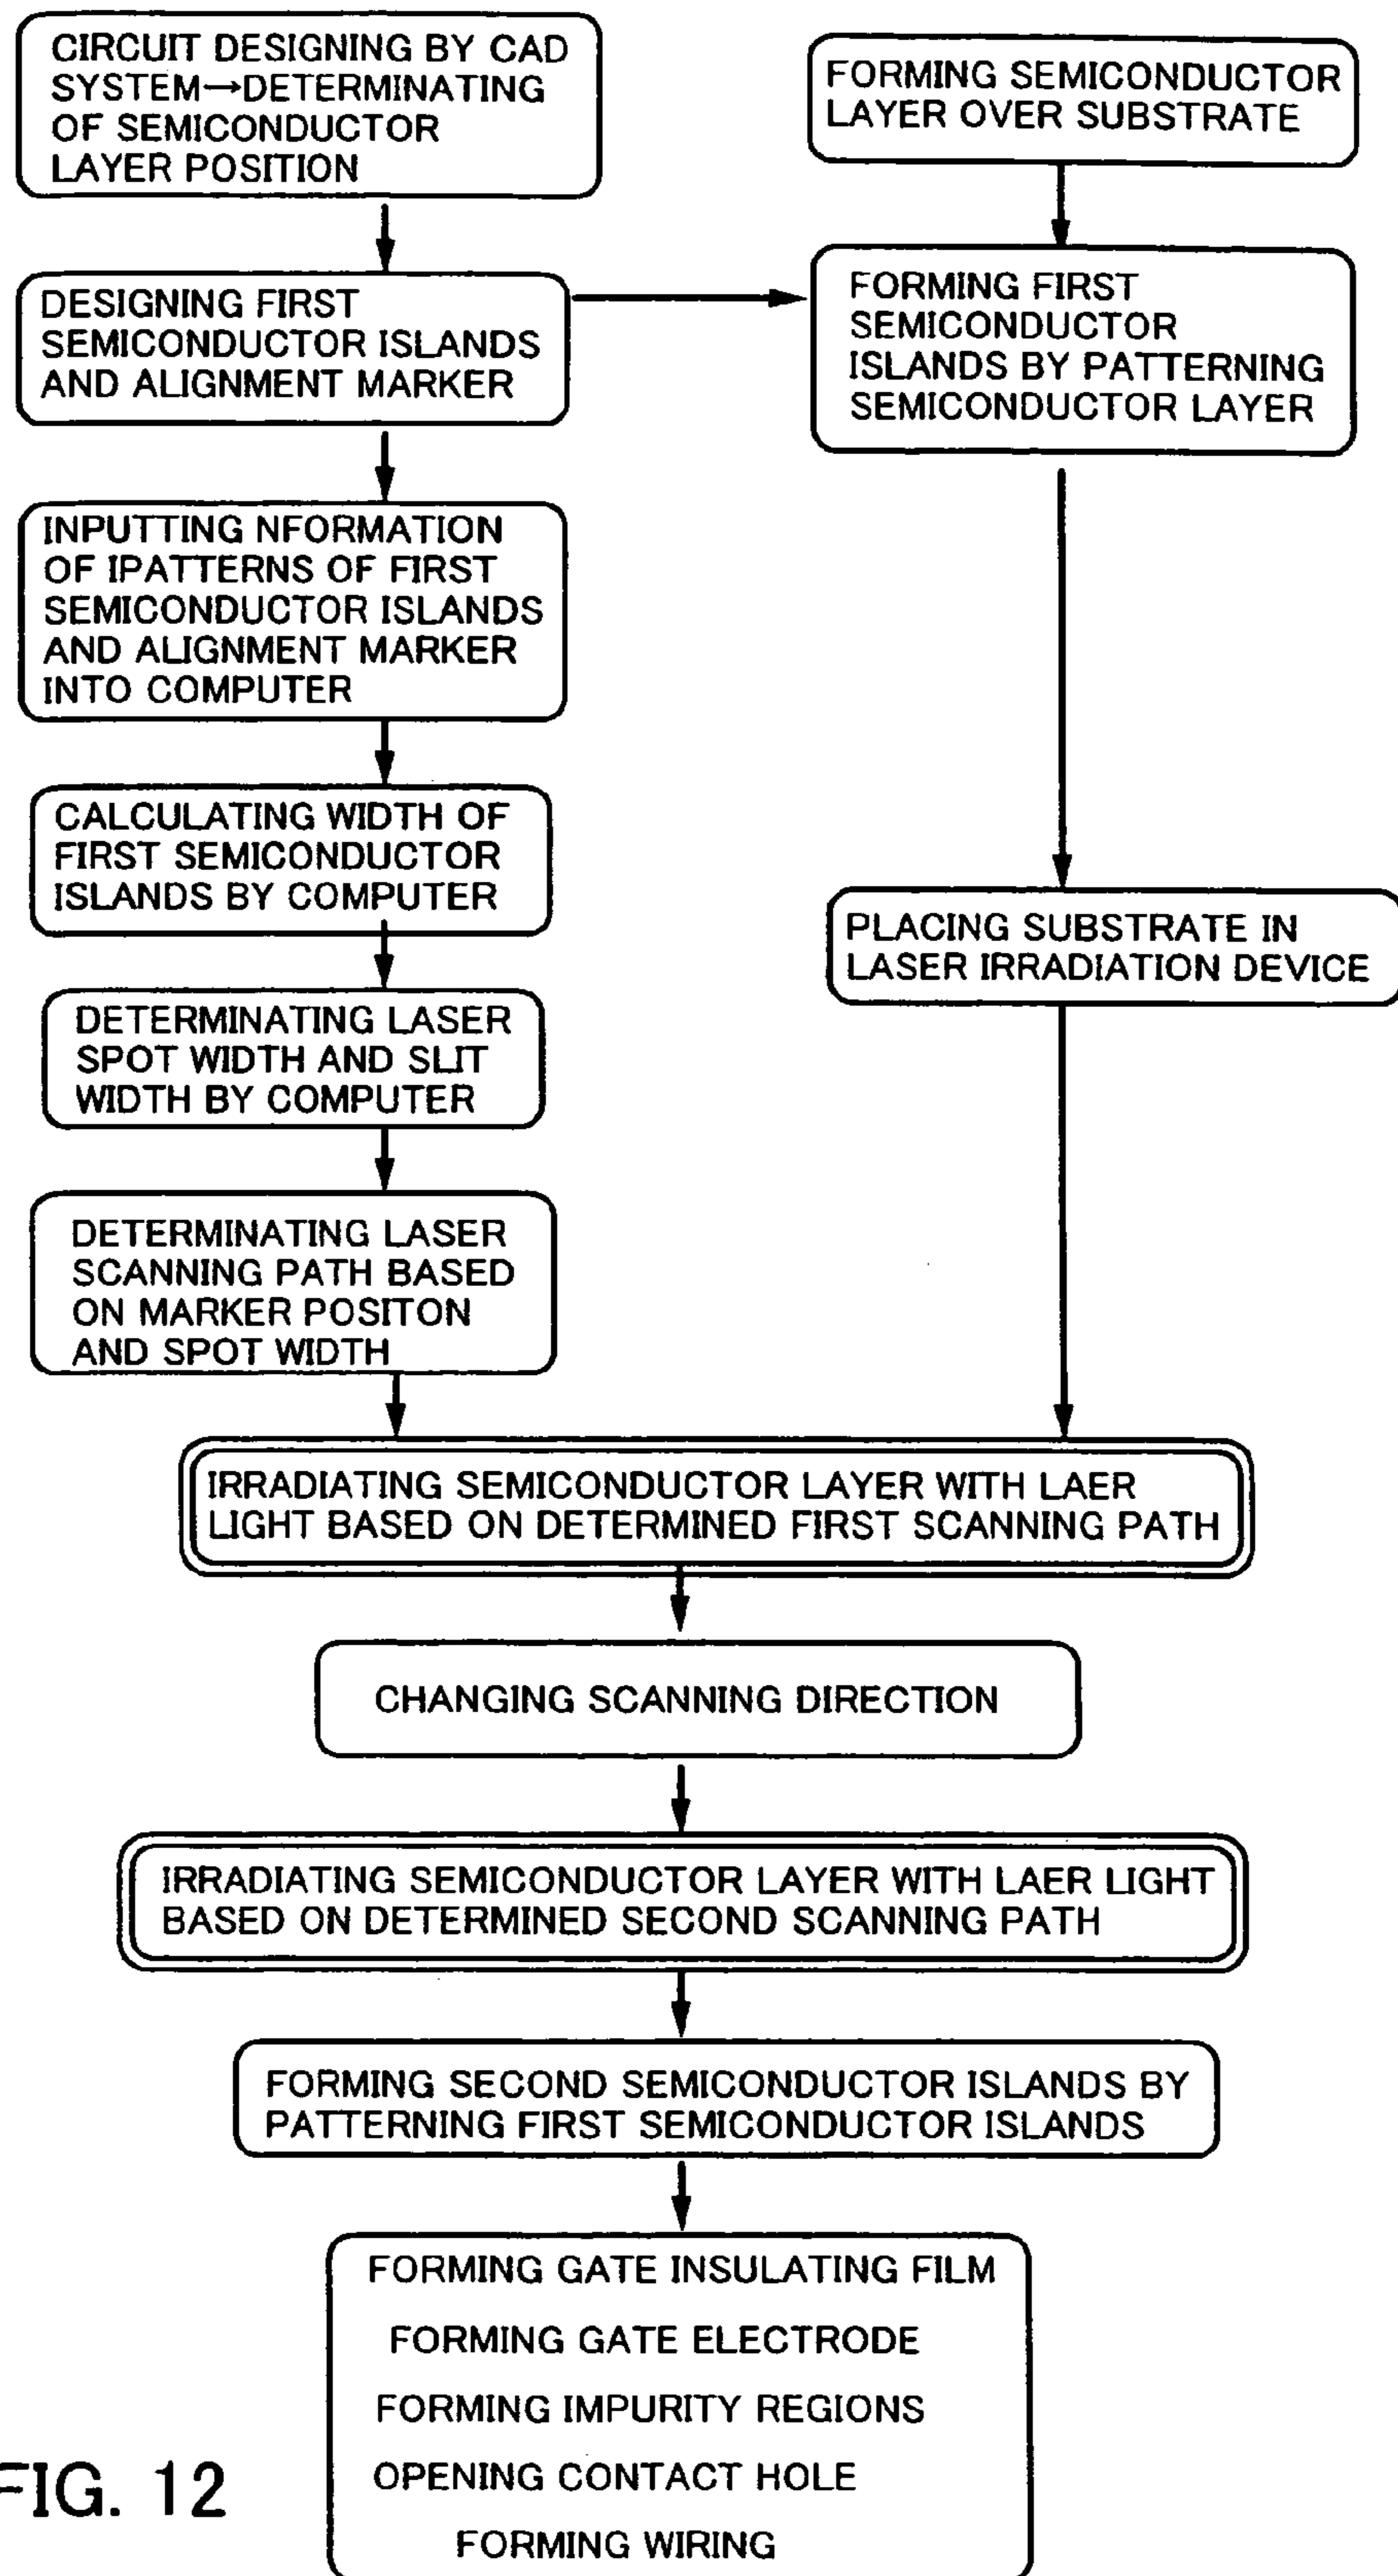 CIRCUIT DESIGNING BY CAD
SYSTEM→DETERMINATING
OF SEMICONDUCTOR
LAYER POSITION
FORMING SEMICONDUCTOR
LAYER OVER SUBSTRATE
DESIGNING FIRST
SEMICONDUCTOR ISLANDS
AND ALIGNMENT MARKER
FORMING FIRST
SEMICONDUCTOR
ISLANDS BY PATTERNING
SEMICONDUCTOR LAYER
INPUTTING NFORMATION
OF IPATTERNS OF FIRST
SEMICONDUCTOR ISLANDS
AND ALIGNMENT MARKER
INTO COMPUTER
CALCULATING WIDTH OF
FIRST SEMICONDUCTOR
ISLANDS BY COMPUTER
PLACING SUBSTRATE IN
LASER IRRADIATION DEVICE
DETERMINATING LASER
SPOT WIDTH AND SLIT
WIDTH BY COMPUTER
DETERMINATING LASER
SCANNING PATH BASED
ON MARKER POSITON
AND SPOT WIDTH
IRRADIATING SEMICONDUCTOR LAYER WITH LAER
LIGHT BASED ON DETERMINED FIRST SCANNING PATH
CHANGING SCANNING DIRECTION
IRRADIATING SEMICONDUCTOR LAYER WITH LAER LIGHT
BASED ON DETERMINED SECOND SCANNING PATH
FORMING SECOND SEMICONDUCTOR ISLANDS BY
PATTERNING FIRST SEMICONDUCTOR ISLANDS
FORMING GATE INSULATING FILM
FORMING GATE ELECTRODE
FORMING IMPURITY REGIONS
OPENING CONTACT HOLE
FORMING WIRING
FIG. 12